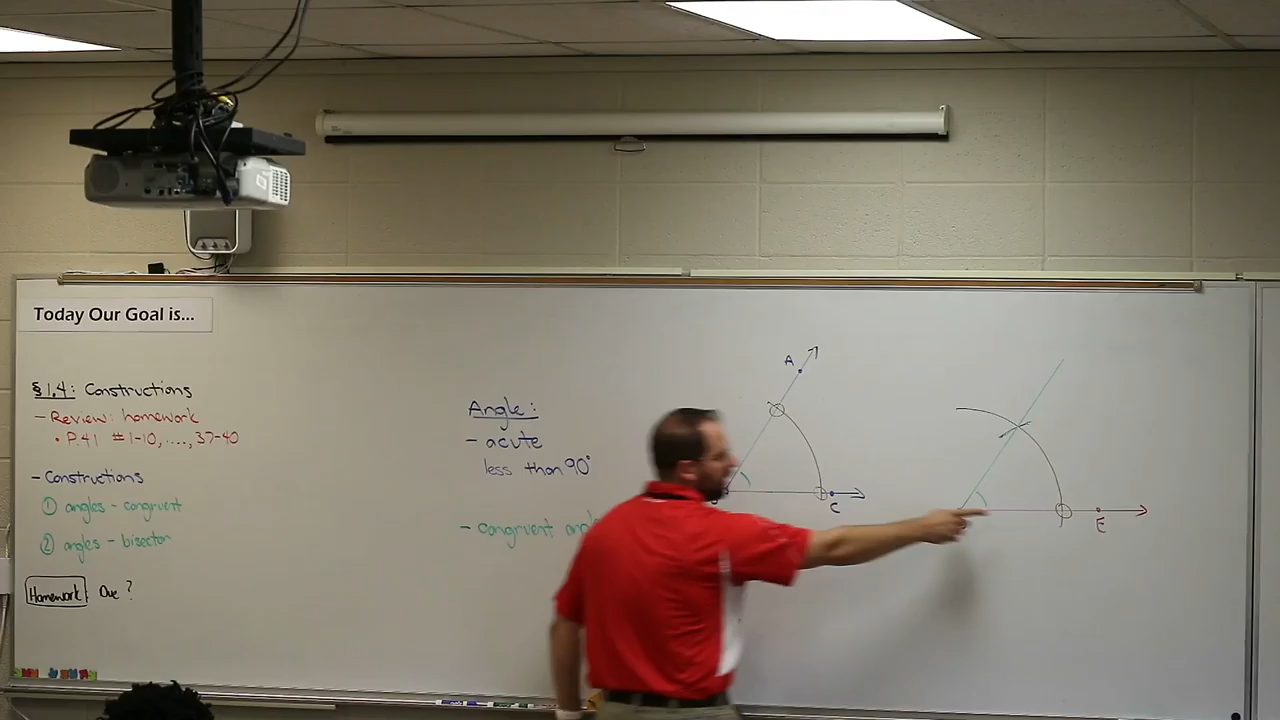 Today Our Goal is...
§1.4: Constructions
- Review: homework
• P.41 # 1-10, ...., 37-40
- Constructions
① angles - congruent
② angles - bisector
Homework Due?
Angle:
- acute
less than 90°
- congruent
A
C
E